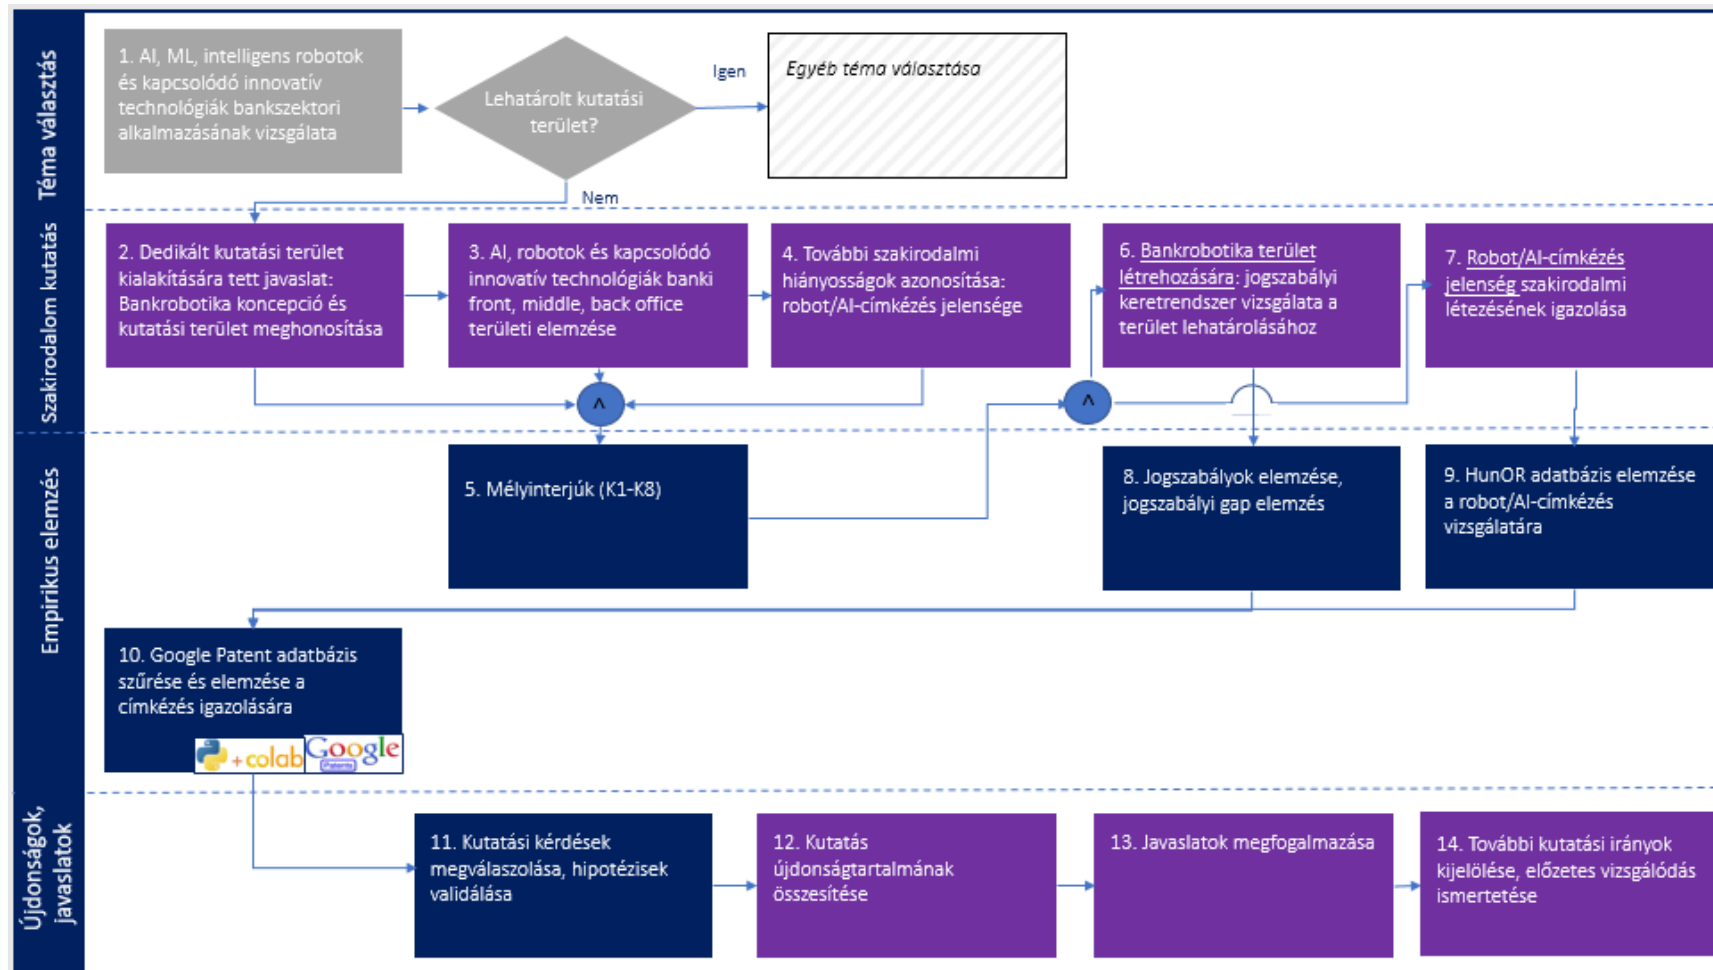 Téma választás
1. AI, ML, intelligens robotok
és kapcsolódó innovatív
technológiák bankszektori
alkalmazásának vizsgálata
Lehatárolt kutatási
terület?
Igen
Egyéb téma választása
Nem
Szakirodalom kutatás
2. Dedikált kutatási terület
kialakítására tett javaslat:
Bankrobotika koncepció és
kutatási terület meghonosítása
3. AI, robotok és kapcsolódó
innovatív technológiák banki
front, middle, back office
területi elemzése
4. További szakirodalmi
hiányosságok azonosítása:
robot/AI-címkézés jelensége
6. Bankrobotika terület
létrehozására: jogszabályi
keretrendszer vizsgálata a
terület lehatárolásához
7. Robot/AI-címkézés
jelenség szakirodalmi
létezésének igazolása
^
^
Empirikus elemzés
5. Mélyinterjúk (K1-K8)
8. Jogszabályok elemzése,
jogszabályi gap elemzés
9. HunOR adatbázis elemzése
a robot/AI-címkézés
vizsgálatára
10. Google Patent adatbázis
szűrése és elemzése a
címkézés igazolására
+colab
Google
Patents
Újdonságok,
javaslatok
11. Kutatási kérdések
megválaszolása, hipotézisek
validálása
12. Kutatás
újdonságtartalmának
összesítése
13. Javaslatok megfogalmazása
14. További kutatási irányok
kijelölése, előzetes vizsgálódás
ismertetése